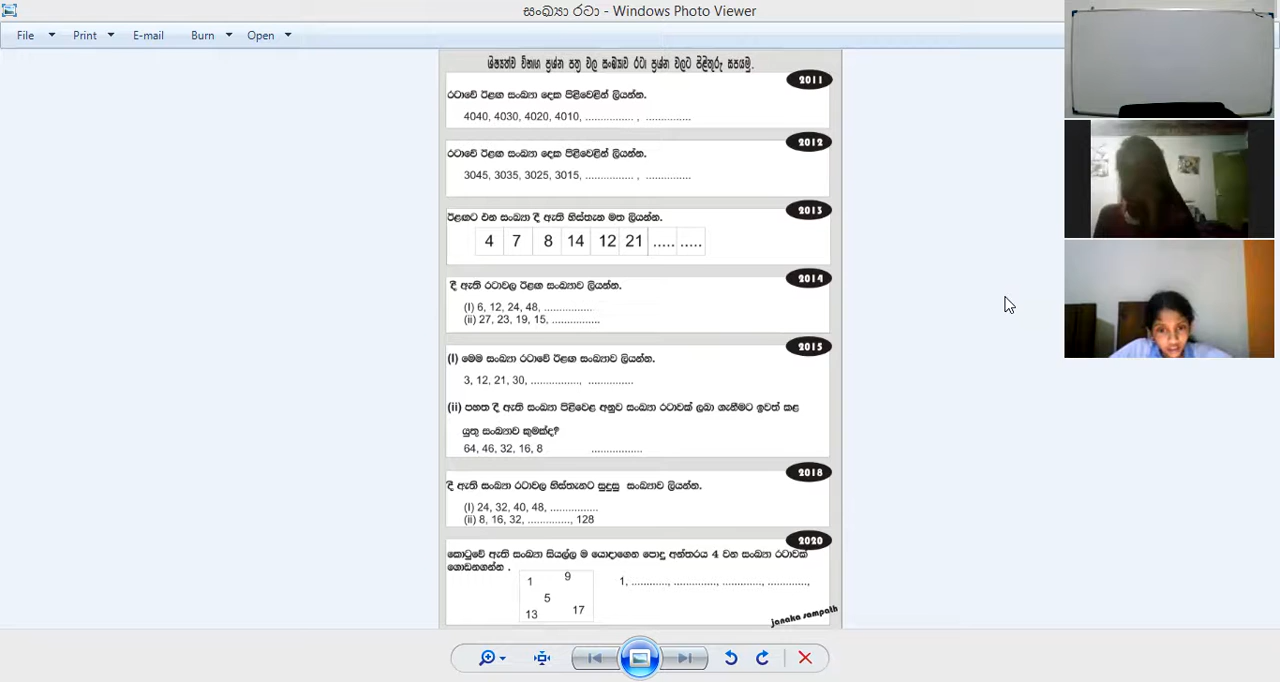 සංඛ්‍යා රටා - Windows Photo Viewer
File Print E-mail Burn Open
ශිෂ්‍යත්ව විභාග ප්‍රශ්න පත්‍ර වල සංඛ්‍යාව රටා ප්‍රශ්න වලට පිළිතුරු සපයමු.
2011
රටාවේ ඊළඟ සංඛ්‍යා දෙක පිළිවෙළින් ලියන්න.
4040, 4030, 4020, 4010, ................ , ...............
2012
රටාවේ ඊළඟ සංඛ්‍යා දෙක පිළිවෙළින් ලියන්න.
3045, 3035, 3025, 3015, ................ , ...............
2013
ඊළඟට එන සංඛ්‍යා දී ඇති හිස්තැන මත ලියන්න.
4 7 8 14 12 21 ..... .....
2014
දී ඇති රටාවල ඊළඟ සංඛ්‍යාව ලියන්න.
(I) 6, 12, 24, 48, ................
(ii) 27, 23, 19, 15, ................
2015
(I) මෙම සංඛ්‍යා රටාවේ ඊළඟ සංඛ්‍යාව ලියන්න.
3, 12, 21, 30, ................, ...............
(ii) පහත දී ඇති සංඛ්‍යා පිළිවෙළ අනුව සංඛ්‍යා රටාවක් ලබා ගැනීමට ඉවත් කළ
යුතු සංඛ්‍යාව කුමක්ද?
64, 46, 32, 16, 8 .................
2018
දී ඇති සංඛ්‍යා රටාවල හිස්තැනට සුදුසු සංඛ්‍යාව ලියන්න.
(I) 24, 32, 40, 48, ................
(ii) 8, 16, 32, .............., 128
2020
කොටුවේ ඇති සංඛ්‍යා සියල්ල ම යොදාගෙන පොදු අන්තරය 4 වන සංඛ්‍යා රටාවක්
ගොඩනගන්න .
1 9
5
13 17
1, ............, .............., ............., .............,
janaka sampath